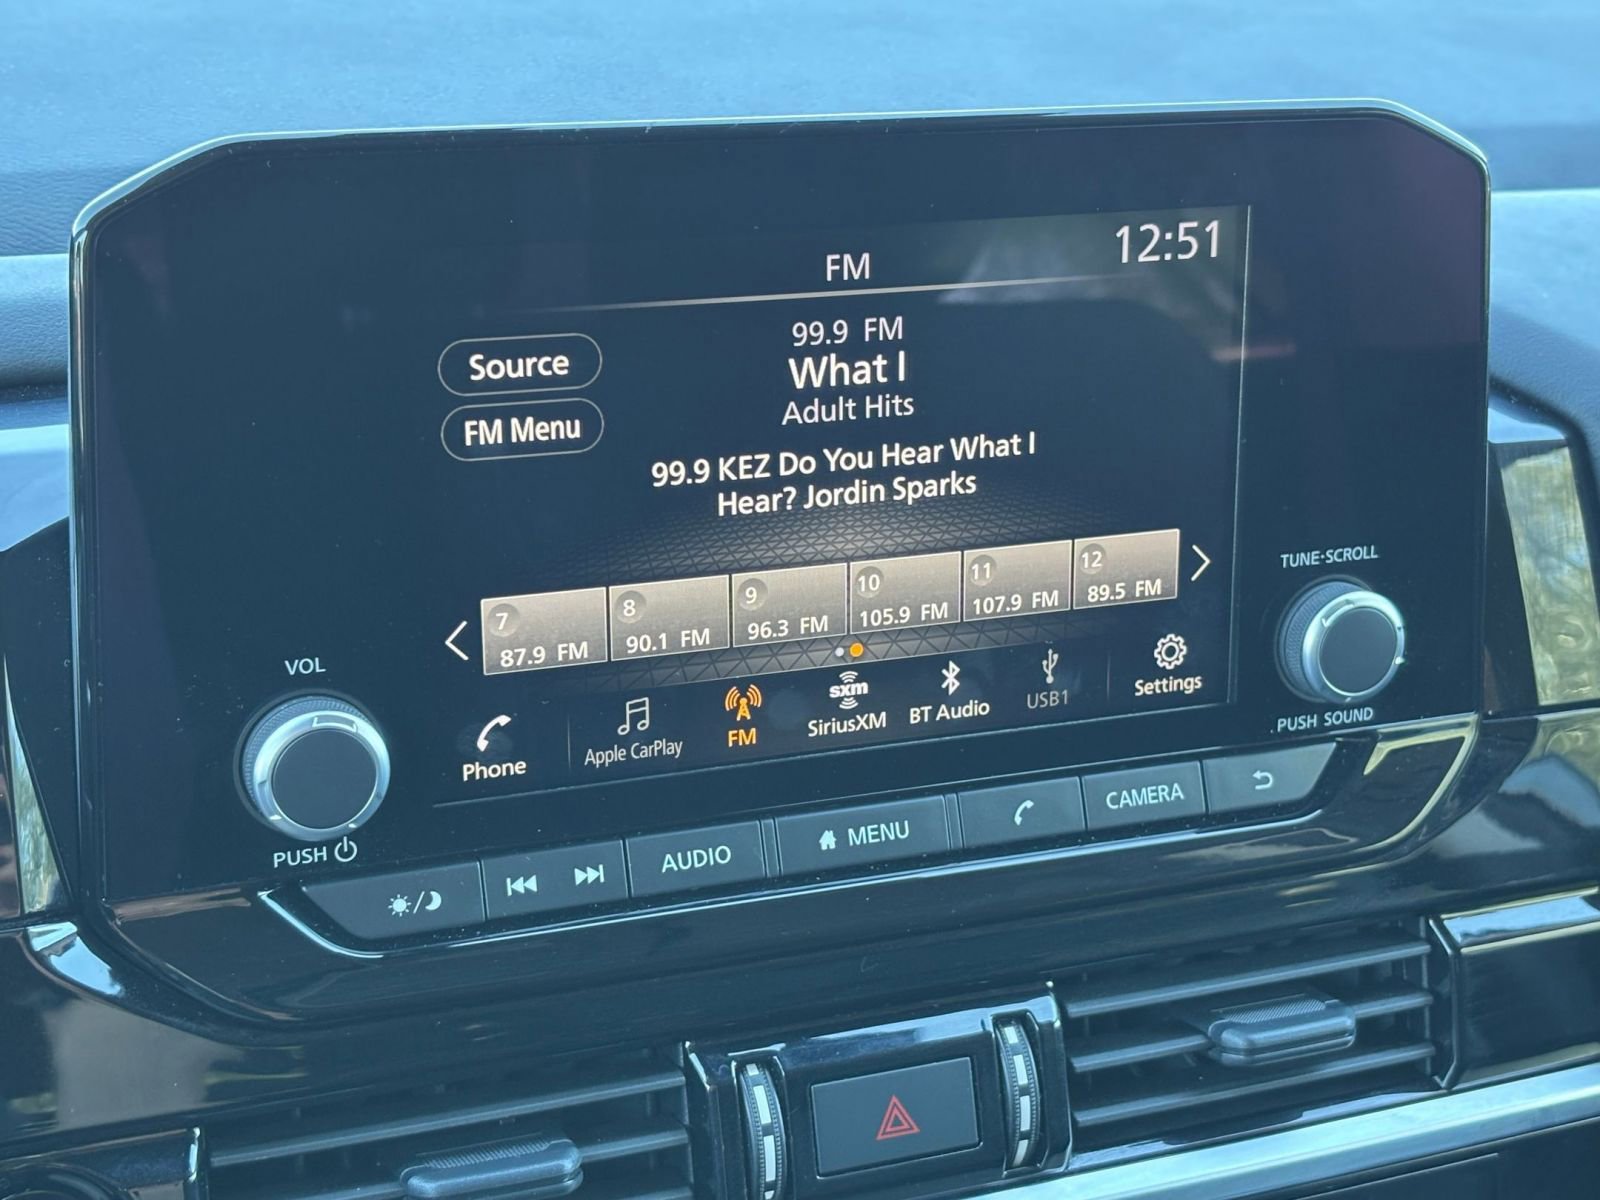 12:51
FM
99.9 FM
Source
What I
Adult Hits
FM Menu
99.9 KEZ Do You Hear What I
Hear? Jordin Sparks
7
87.9 FM
8
90.1 FM
9
96.3 FM
10
105.9 FM
11
107.9 FM
12
89.5 FM
Phone
Apple CarPlay
FM
sxm
SiriusXM
BT Audio
USB1
Settings
VOL
PUSH
TUNE·SCROLL
PUSH SOUND
AUDIO
MENU
CAMERA